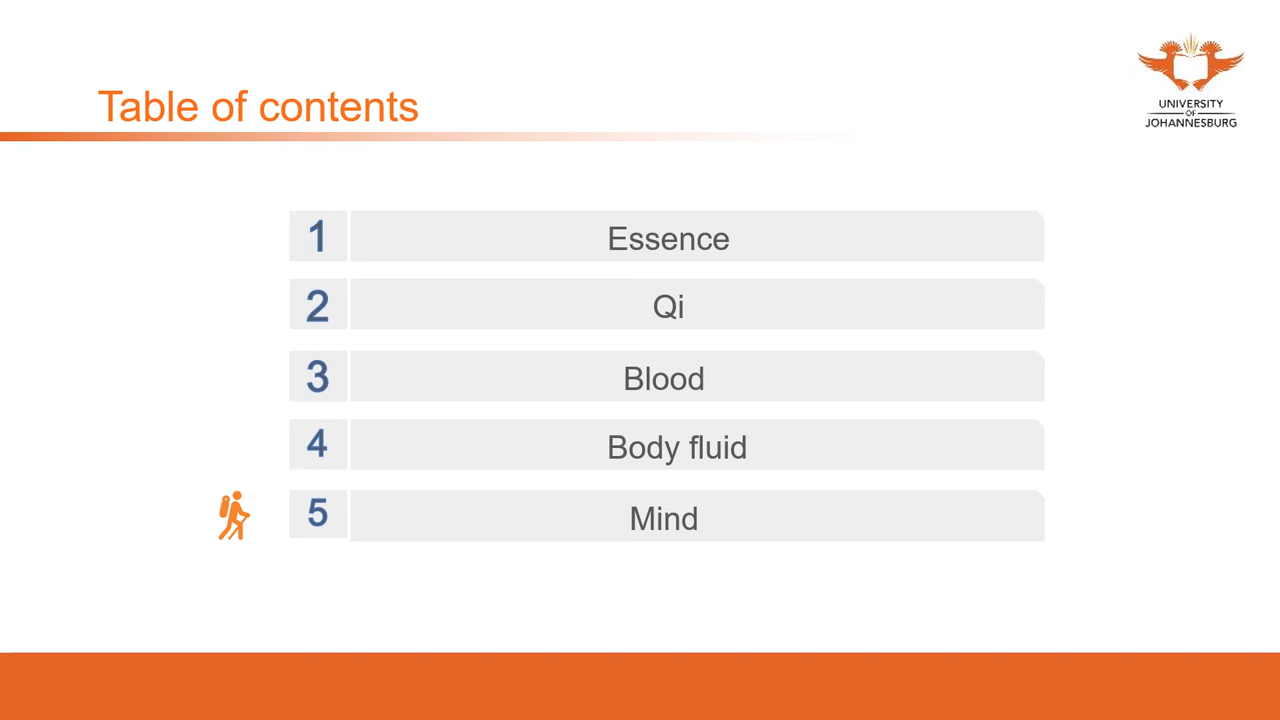 Table of contents
UNIVERSITY
OF
JOHANNESBURG
1 Essence
2 Qi
3 Blood
4 Body fluid
5 Mind